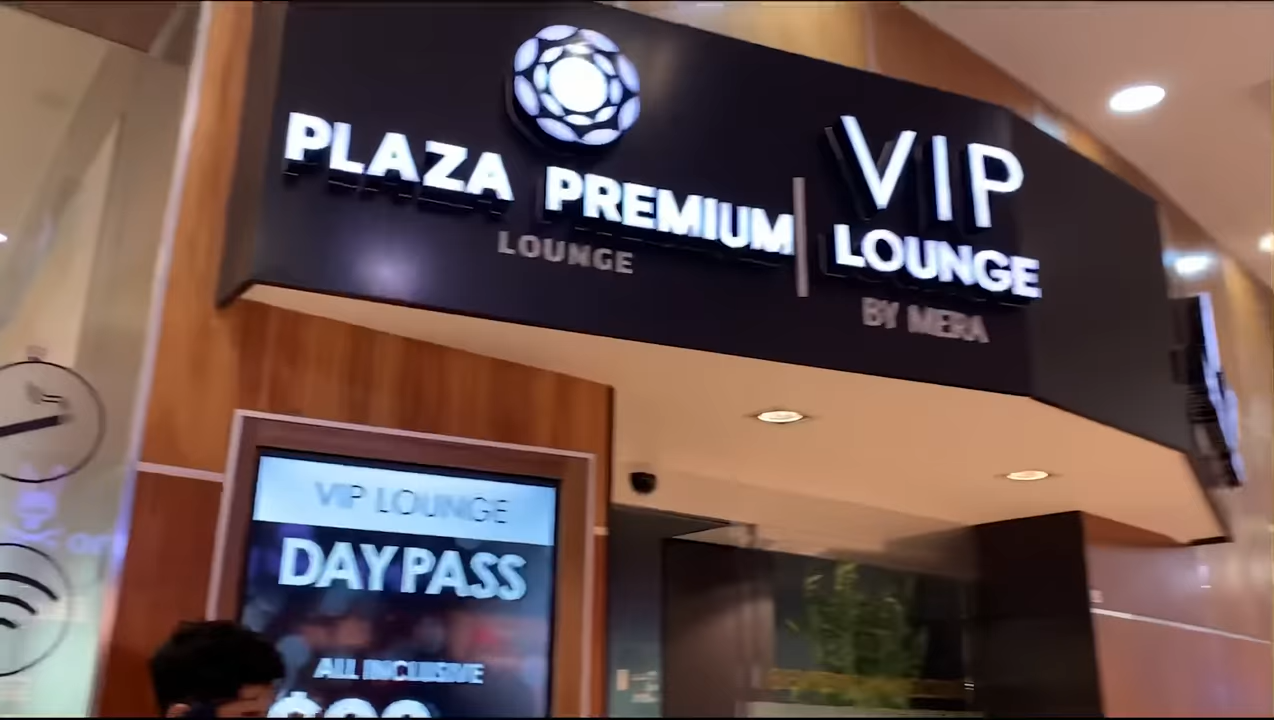 PLAZA PREMIUM
LOUNGE
VIP
LOUNGE
BY MERA
VIP LOUNGE
DAY PASS
ALL INCLUSIVE